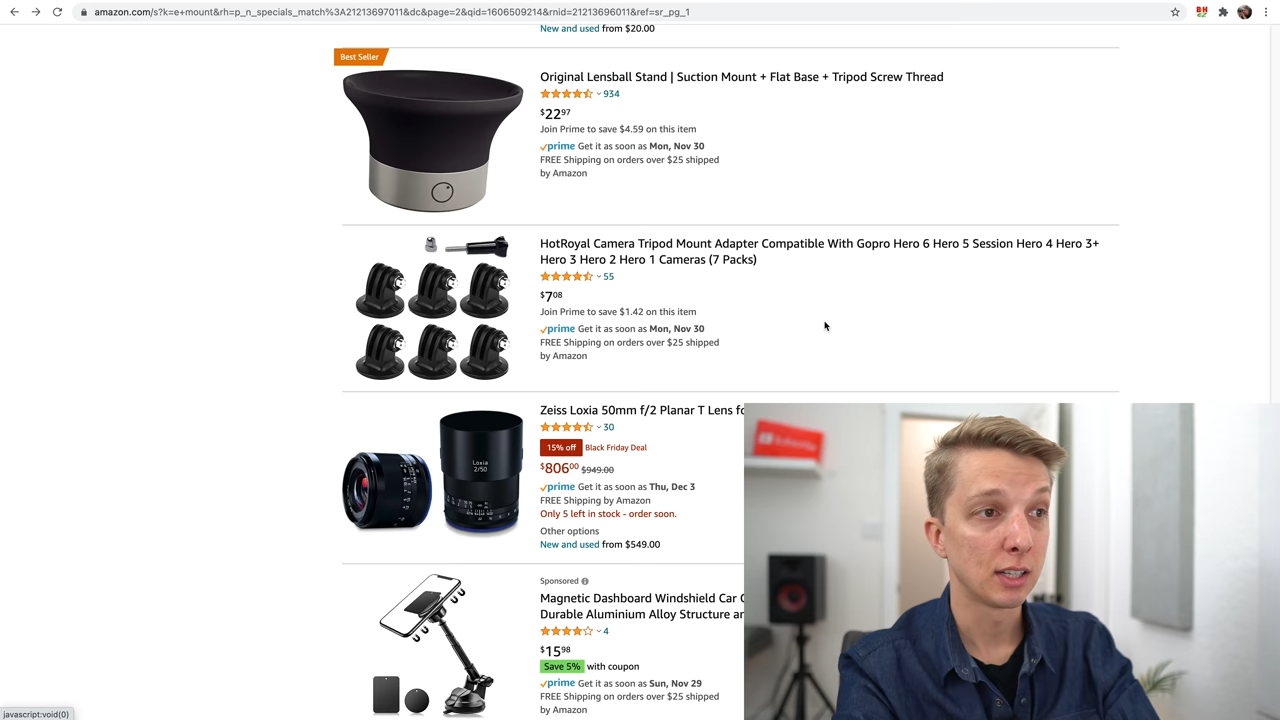 amazon.com/s?k=e+mount&rh=p_n_specials_match%3A21213697011&dc&page=2&qid=1606509214&rnid=21213696011&ref=sr_pg_1
New and used from $20.00
Best Seller
Original Lensball Stand | Suction Mount + Flat Base + Tripod Screw Thread
934
$22 97
Join Prime to save $4.59 on this item
prime Get it as soon as Mon, Nov 30
FREE Shipping on orders over $25 shipped
by Amazon
HotRoyal Camera Tripod Mount Adapter Compatible With Gopro Hero 6 Hero 5 Session Hero 4 Hero 3+
Hero 3 Hero 2 Hero 1 Cameras (7 Packs)
55
$7 08
Join Prime to save $1.42 on this item
prime Get it as soon as Mon, Nov 30
FREE Shipping on orders over $25 shipped
by Amazon
Zeiss Loxia 50mm f/2 Planar T Lens fo
30
15% off Black Friday Deal
$806 00 $949.00
prime Get it as soon as Thu, Dec 3
FREE Shipping by Amazon
Only 5 left in stock - order soon.
Other options
New and used from $549.00
Loxia
2/50
Sponsored
Magnetic Dashboard Windshield Car
Durable Aluminium Alloy Structure
4
$15 98
Save 5% with coupon
prime Get it as soon as Sun, Nov 29
FREE Shipping on orders over $25 shipped
by Amazon
javascript:void(0)